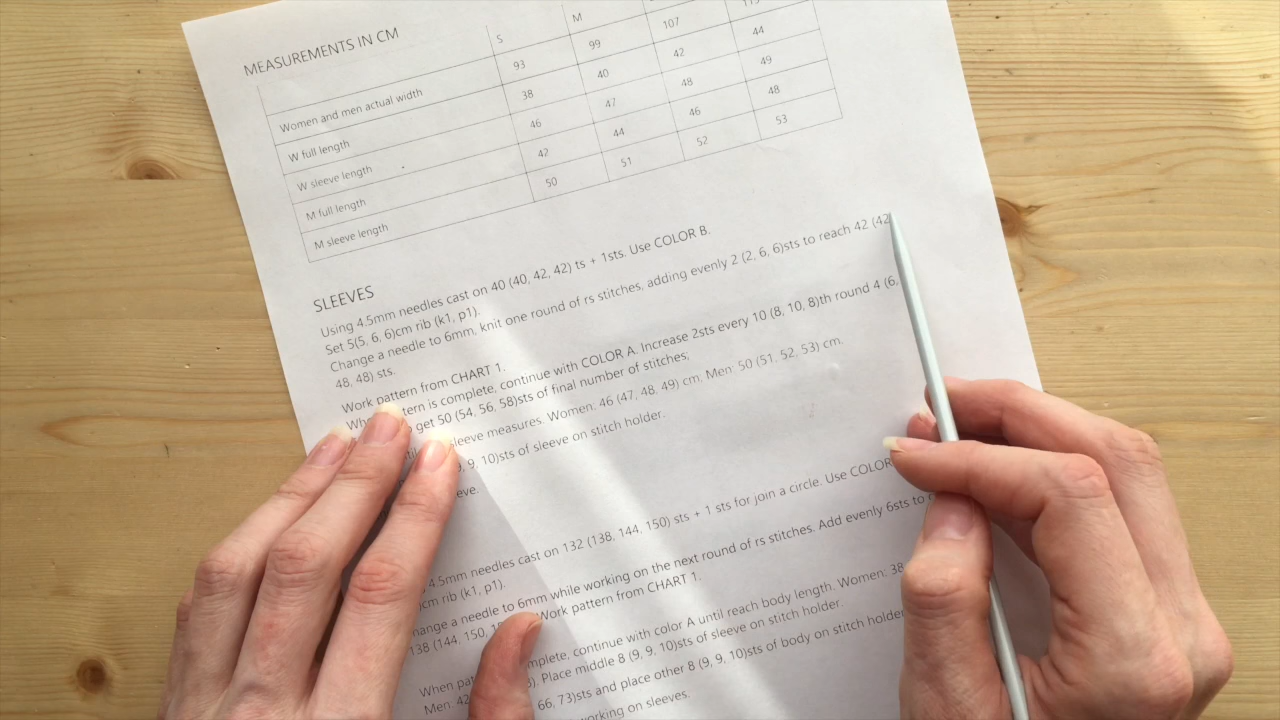 MEASUREMENTS IN CM
S M
Women and men actual width 93 99 107
W full length 38 40 42 44
W sleeve length 46 47 48 49
M full length 42 44 46 48
M sleeve length 50 51 52 53
SLEEVES
Using 4.5mm needles cast on 40 (40, 42, 42) ts + 1sts. Use COLOR B.
Set 5(5, 6, 6)cm rib (k1, p1).
Change a needle to 6mm, knit one round of rs stitches, adding evenly 2 (2, 6, 6)sts to reach 42 (42
48, 48) sts.
Work pattern from CHART 1.
is complete, continue with COLOR A. Increase 2sts every 10 (8, 10, 8)th round 4 (6,
get 50 (54, 56, 58)sts of final number of stitches;
sleeve measures. Women: 46 (47, 48, 49) cm. Men: 50 (51, 52, 53) cm.
9, 10)sts of sleeve on stitch holder.
4.5mm needles cast on 132 (138, 144, 150) sts + 1 sts for join a circle. Use COLOR
cm rib (k1, p1).
a needle to 6mm while working on the next round of rs stitches. Add evenly 6sts to
138 (144, 150, Work pattern from CHART 1.
When continue with color A until reach body length. Women: 38
Men: 42 Place middle 8 (9, 9, 10)sts of sleeve on stitch holder.
66, 73)sts and place other 8 (9, 9, 10)sts of body on stitch holder
working on sleeves.